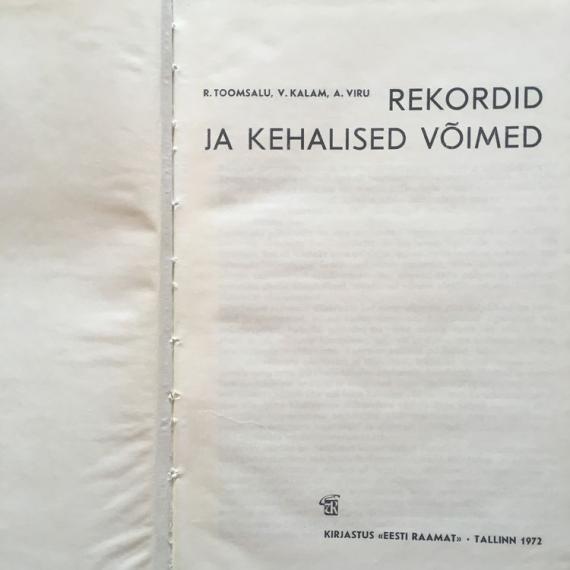 R. TOOMSALU, V. KALAM, A. VIRU REKORDID
JA KEHALISED VÕIMED
KIRJASTUS «EESTI RAAMAT» · TALLINN 1972